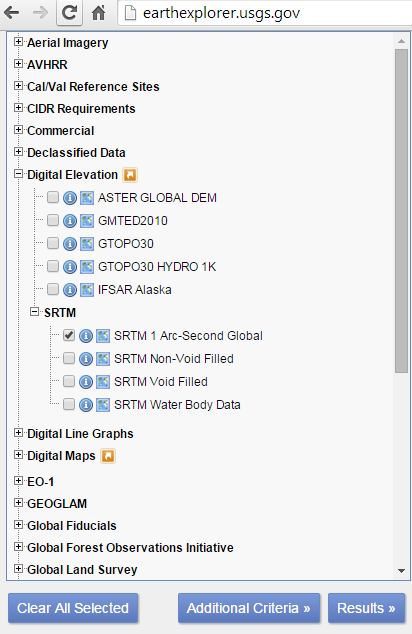 earthexplorer.usgs.gov
Aerial Imagery
AVHRR
Cal/Val Reference Sites
CIDR Requirements
Commercial
Declassified Data
Digital Elevation
ASTER GLOBAL DEM
GMTED2010
GTOPO30
GTOPO30 HYDRO 1K
IFSAR Alaska
SRTM
SRTM 1 Arc-Second Global
SRTM Non-Void Filled
SRTM Void Filled
SRTM Water Body Data
Digital Line Graphs
Digital Maps
EO-1
GEOGLAM
Global Fiducials
Global Forest Observations Initiative
Global Land Survey
Clear All Selected Additional Criteria » Results »